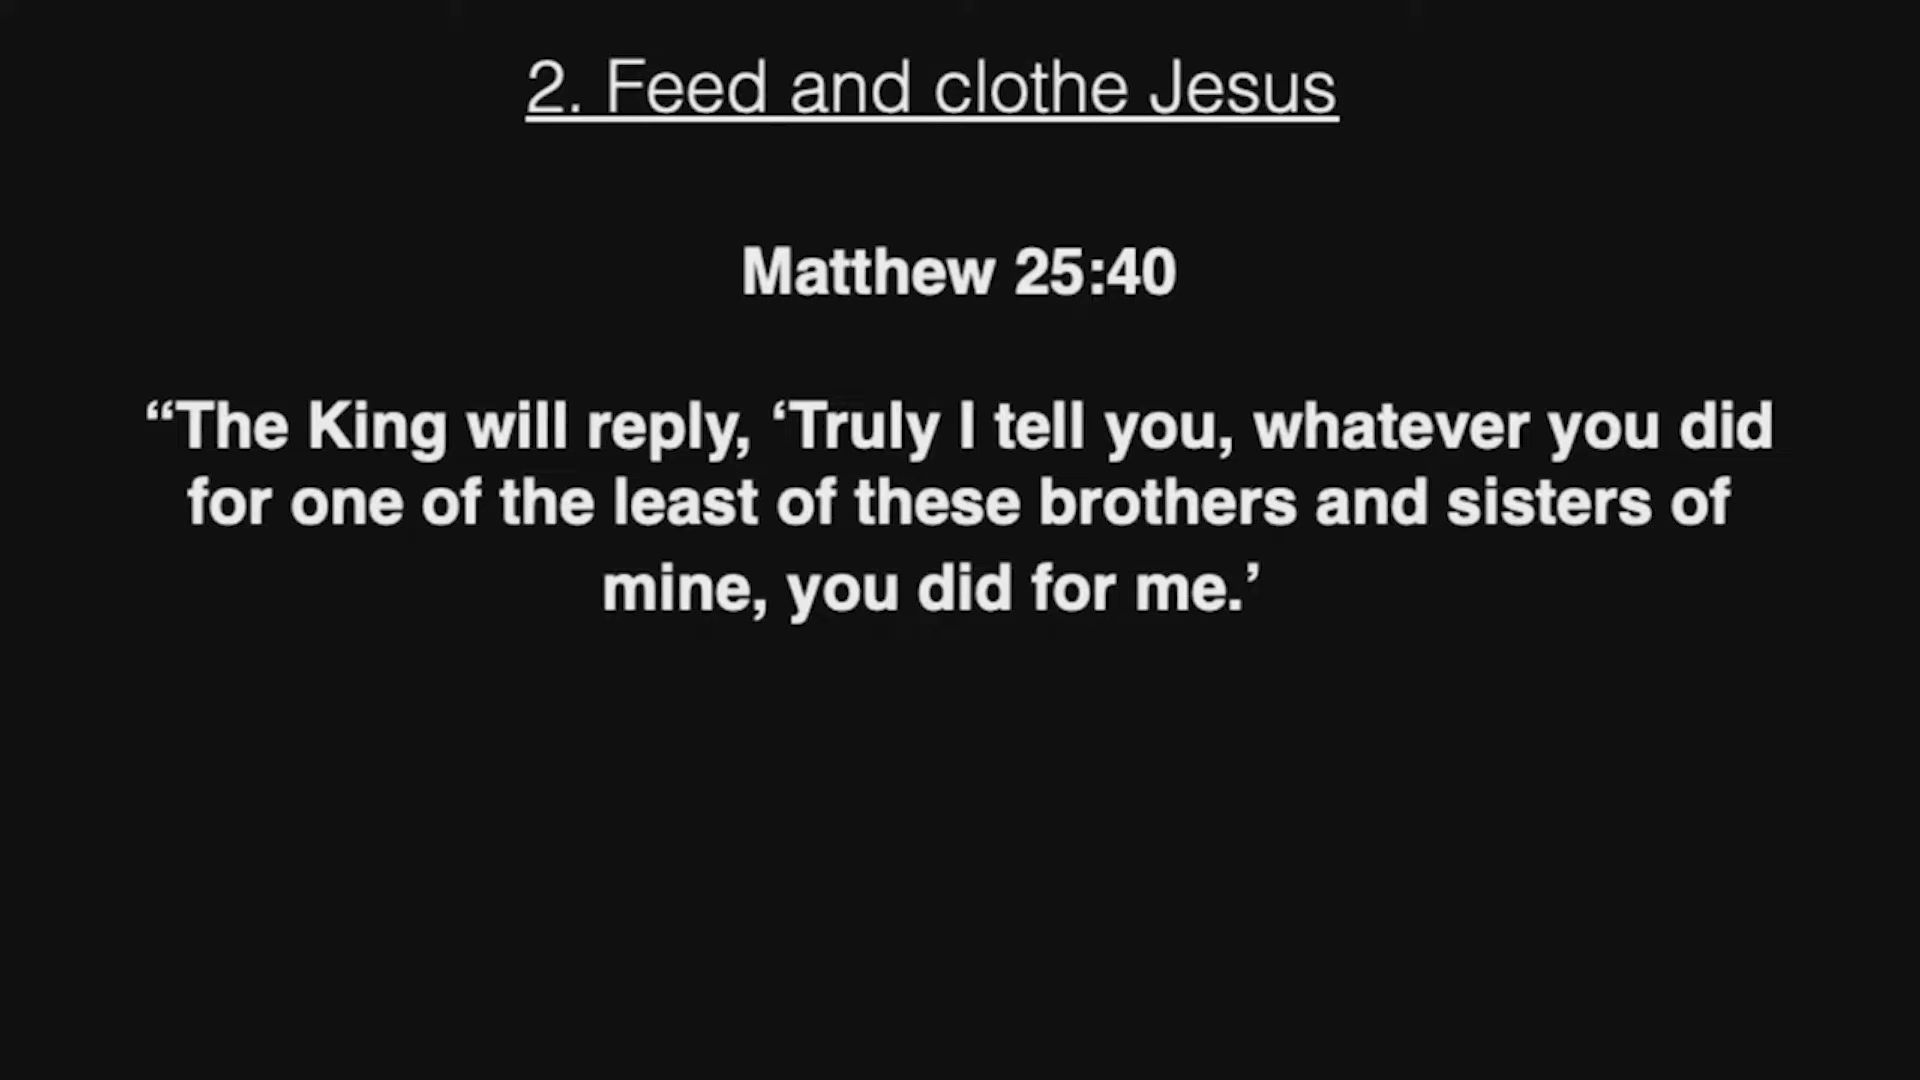 2. Feed and clothe Jesus
Matthew 25:40
“The King will reply, ‘Truly I tell you, whatever you did
for one of the least of these brothers and sisters of
mine, you did for me.’